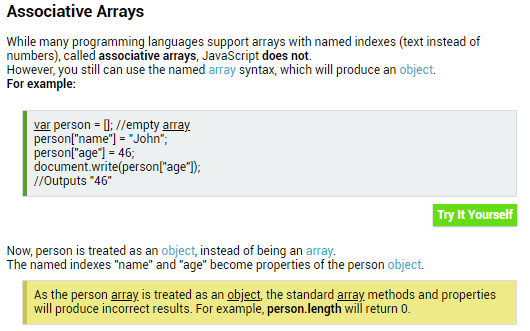 Associative Arrays
While many programming languages support arrays with named indexes (text instead of
numbers), called associative arrays, JavaScript does not.
However, you still can use the named array syntax, which will produce an object.
For example:
var person = []; //empty array
person["name"] = "John";
person["age"] = 46;
document.write(person["age"]);
//Outputs "46"
Try It Yourself
Now, person is treated as an object, instead of being an array.
The named indexes "name" and "age" become properties of the person object.
As the person array is treated as an object, the standard array methods and properties
will produce incorrect results. For example, person.length will return 0.